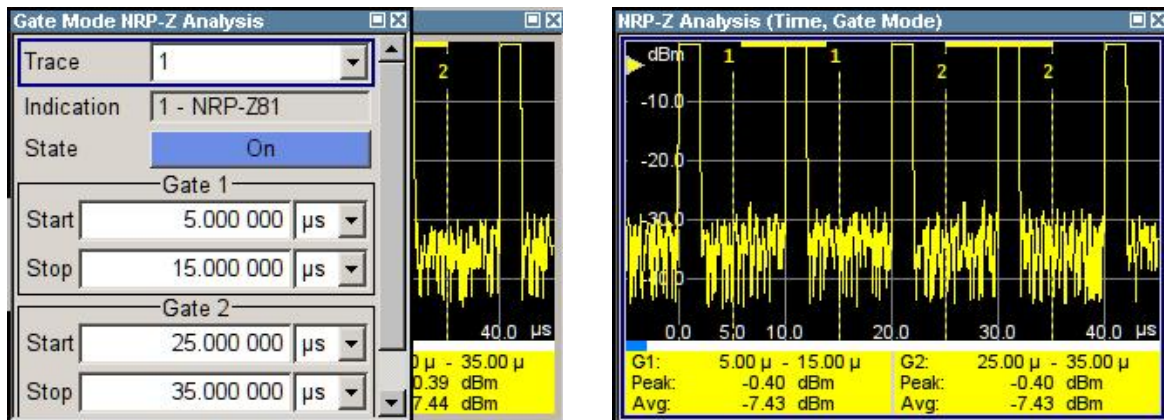 Gate Mode NRP-Z Analysis
Trace 1
Indication 1 - NRP-Z81
State On
Gate 1
Start 5.000 000 µs
Stop 15.000 000 µs
Gate 2
Start 25.000 000 µs
Stop 35.000 000 µs
2
40.0 µs
µ - 35.00 µ
0.39 dBm
7.44 dBm
NRP-Z Analysis (Time, Gate Mode)
dBm 1 1 2 2
-10.0
-20.0
-30.0
-40.0
0.0 5.0 10.0 20.0 30.0 40.0 µs
G1: 5.00 µ - 15.00 µ G2: 25.00 µ - 35.00 µ
Peak: -0.40 dBm Peak: -0.40 dBm
Avg: -7.43 dBm Avg: -7.43 dBm